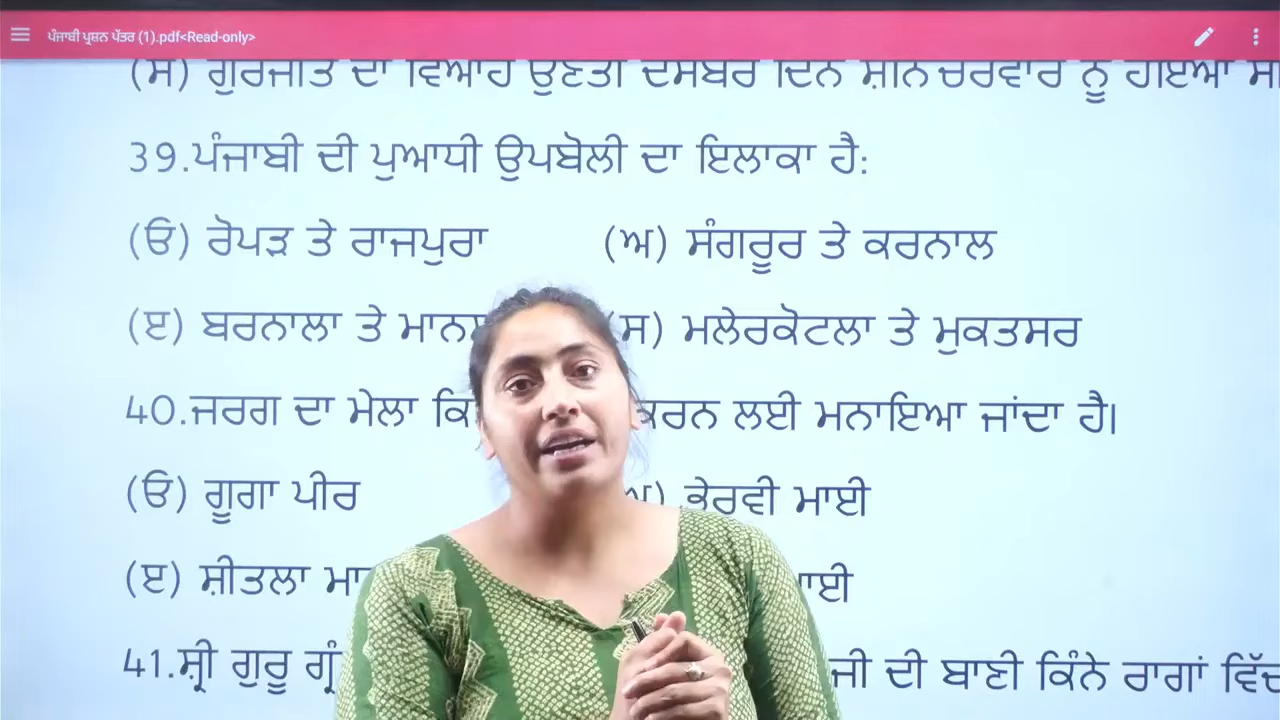 ਪੰਜਾਬੀ ਪ੍ਰਸ਼ਨ ਪੱਤਰ (1).pdf<Read-only>
(ਸ) ਗੁਰਜੀਤ ਦਾ ਵਿਆਹ ਉਣਤੀ ਦਸੰਬਰ ਦਿਨ ਸ਼ਨਿਚਰਵਾਰ ਨੂੰ ਹੋਇਆ
39.ਪੰਜਾਬੀ ਦੀ ਪੁਆਧੀ ਉਪਬੋਲੀ ਦਾ ਇਲਾਕਾ ਹੈ:
(ੳ) ਰੋਪੜ ਤੇ ਰਾਜਪੁਰਾ (ਅ) ਸੰਗਰੂਰ ਤੇ ਕਰਨਾਲ
(ੲ) ਬਰਨਾਲਾ ਤੇ (ਸ) ਮਲੇਰਕੋਟਲਾ ਤੇ ਮੁਕਤਸਰ
40.ਜਰਗ ਦਾ ਮੇਲਾ ਕਰਨ ਲਈ ਮਨਾਇਆ ਜਾਂਦਾ ਹੈ।
(ੳ) ਗੂਗਾ ਪੀਰ (ਅ) ਭੇਰਵੀ ਮਾਈ
(ੲ) ਸ਼ੀਤਲਾ
41.ਸ੍ਰੀ ਗੁਰੂ ਜੀ ਦੀ ਬਾਣੀ ਕਿੰਨੇ ਰਾਗਾਂ ਵਿੱਚ